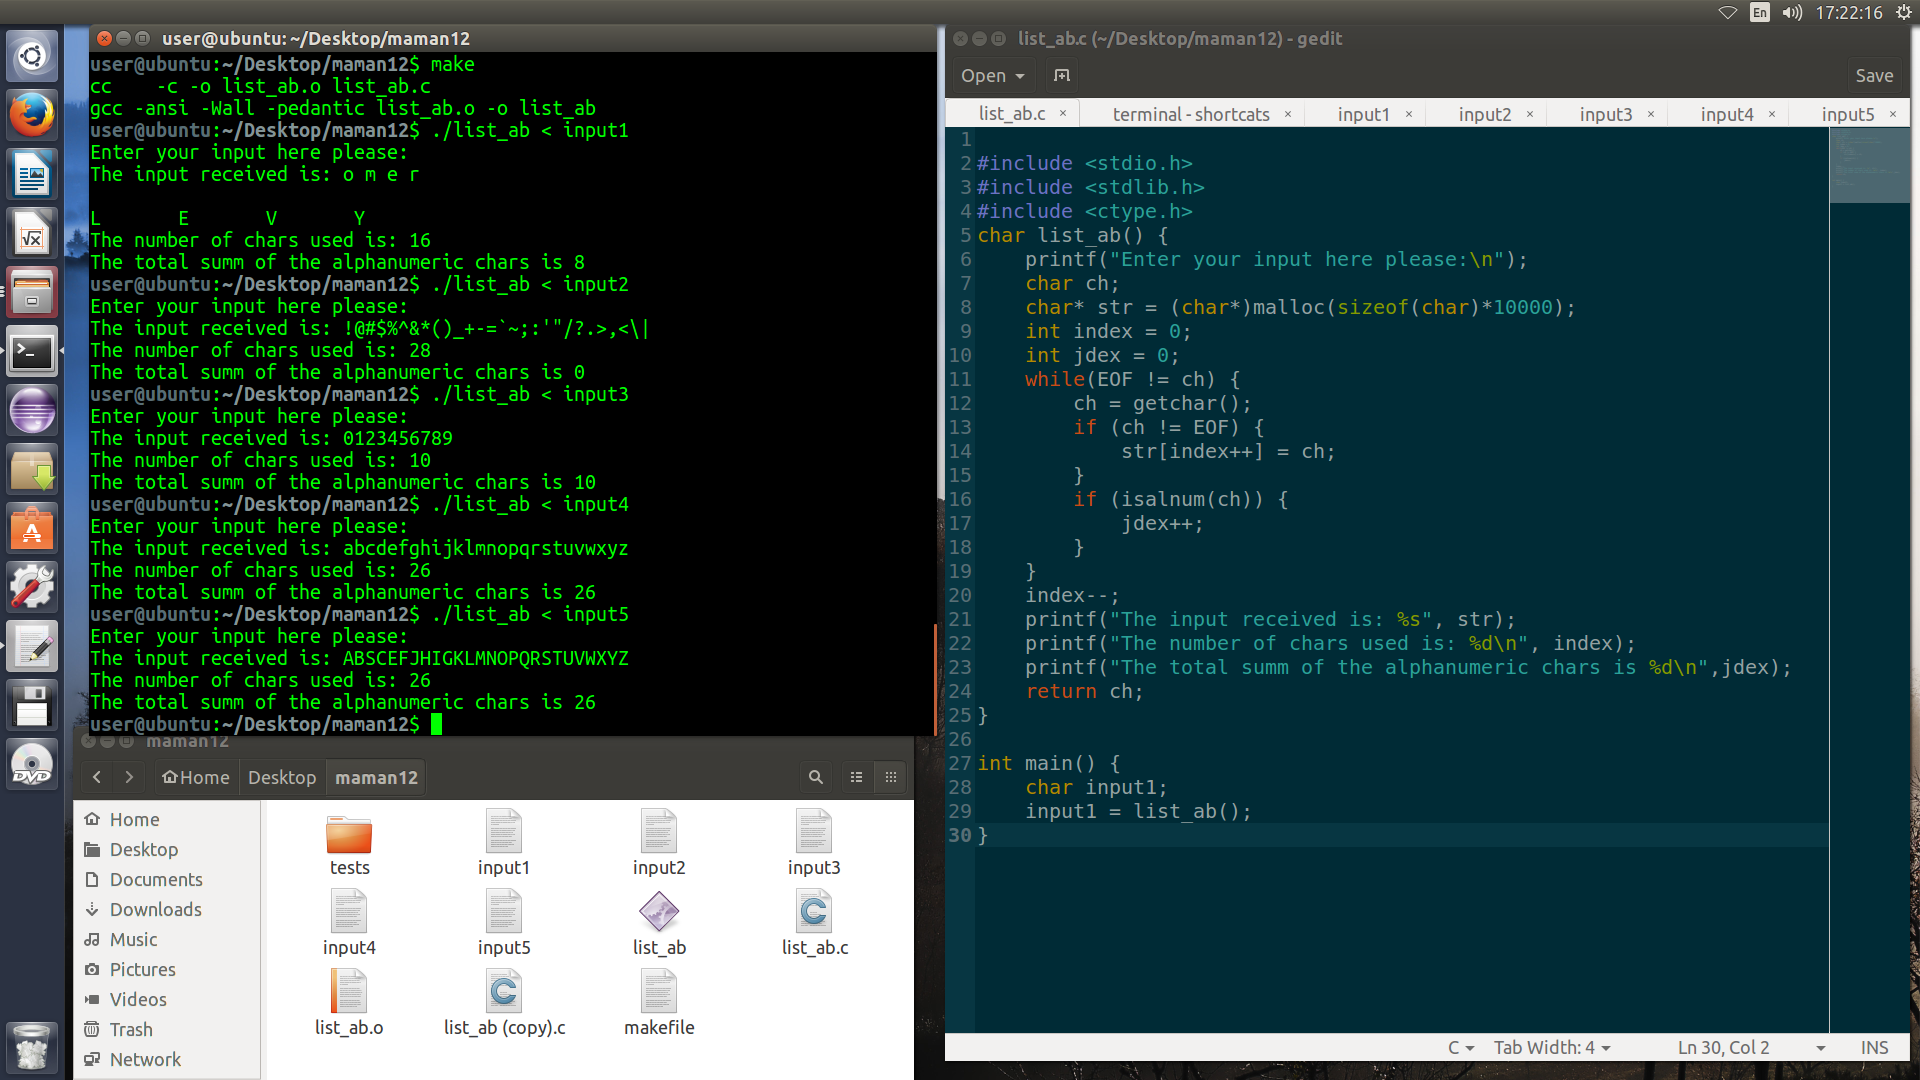 En 17:22:16
user@ubuntu: ~/Desktop/maman12
user@ubuntu:~/Desktop/maman12$ make
cc    -c -o list_ab.o list_ab.c
gcc -ansi -Wall -pedantic list_ab.o -o list_ab
user@ubuntu:~/Desktop/maman12$ ./list_ab < input1
Enter your input here please:
The input received is: o m e r
L       E       V       Y
The number of chars used is: 16
The total summ of the alphanumeric chars is 8
user@ubuntu:~/Desktop/maman12$ ./list_ab < input2
Enter your input here please:
The input received is: !@#$%^&*()_+-=`~;:'"/?.>,<\|
The number of chars used is: 28
The total summ of the alphanumeric chars is 0
user@ubuntu:~/Desktop/maman12$ ./list_ab < input3
Enter your input here please:
The input received is: 0123456789
The number of chars used is: 10
The total summ of the alphanumeric chars is 10
user@ubuntu:~/Desktop/maman12$ ./list_ab < input4
Enter your input here please:
The input received is: abcdefghijklmnopqrstuvwxyz
The number of chars used is: 26
The total summ of the alphanumeric chars is 26
user@ubuntu:~/Desktop/maman12$ ./list_ab < input5
Enter your input here please:
The input received is: ABSCEFJHIGKLMNOPQRSTUVWXYZ
The number of chars used is: 26
The total summ of the alphanumeric chars is 26
user@ubuntu:~/Desktop/maman12$
maman12
Home Desktop maman12
Home
Desktop
Documents
Downloads
Music
Pictures
Videos
Trash
Network
tests input1 input2 input3
input4 input5 list_ab list_ab.c
list_ab.o list_ab (copy).c makefile
DVD
list_ab.c (~/Desktop/maman12) - gedit
Open Save
list_ab.c × terminal - shortcats × input1 × input2 × input3 × input4 × input5 ×
1
2 #include <stdio.h>
3 #include <stdlib.h>
4 #include <ctype.h>
5 char list_ab() {
6     printf("Enter your input here please:\n");
7     char ch;
8     char* str = (char*)malloc(sizeof(char)*10000);
9     int index = 0;
10     int jdex = 0;
11     while(EOF != ch) {
12         ch = getchar();
13         if (ch != EOF) {
14             str[index++] = ch;
15         }
16         if (isalnum(ch)) {
17             jdex++;
18         }
19     }
20     index--;
21     printf("The input received is: %s", str);
22     printf("The number of chars used is: %d\n", index);
23     printf("The total summ of the alphanumeric chars is %d\n",jdex);
24     return ch;
25 }
26
27 int main() {
28     char input1;
29     input1 = list_ab();
30 }
C Tab Width: 4 Ln 30, Col 2 INS